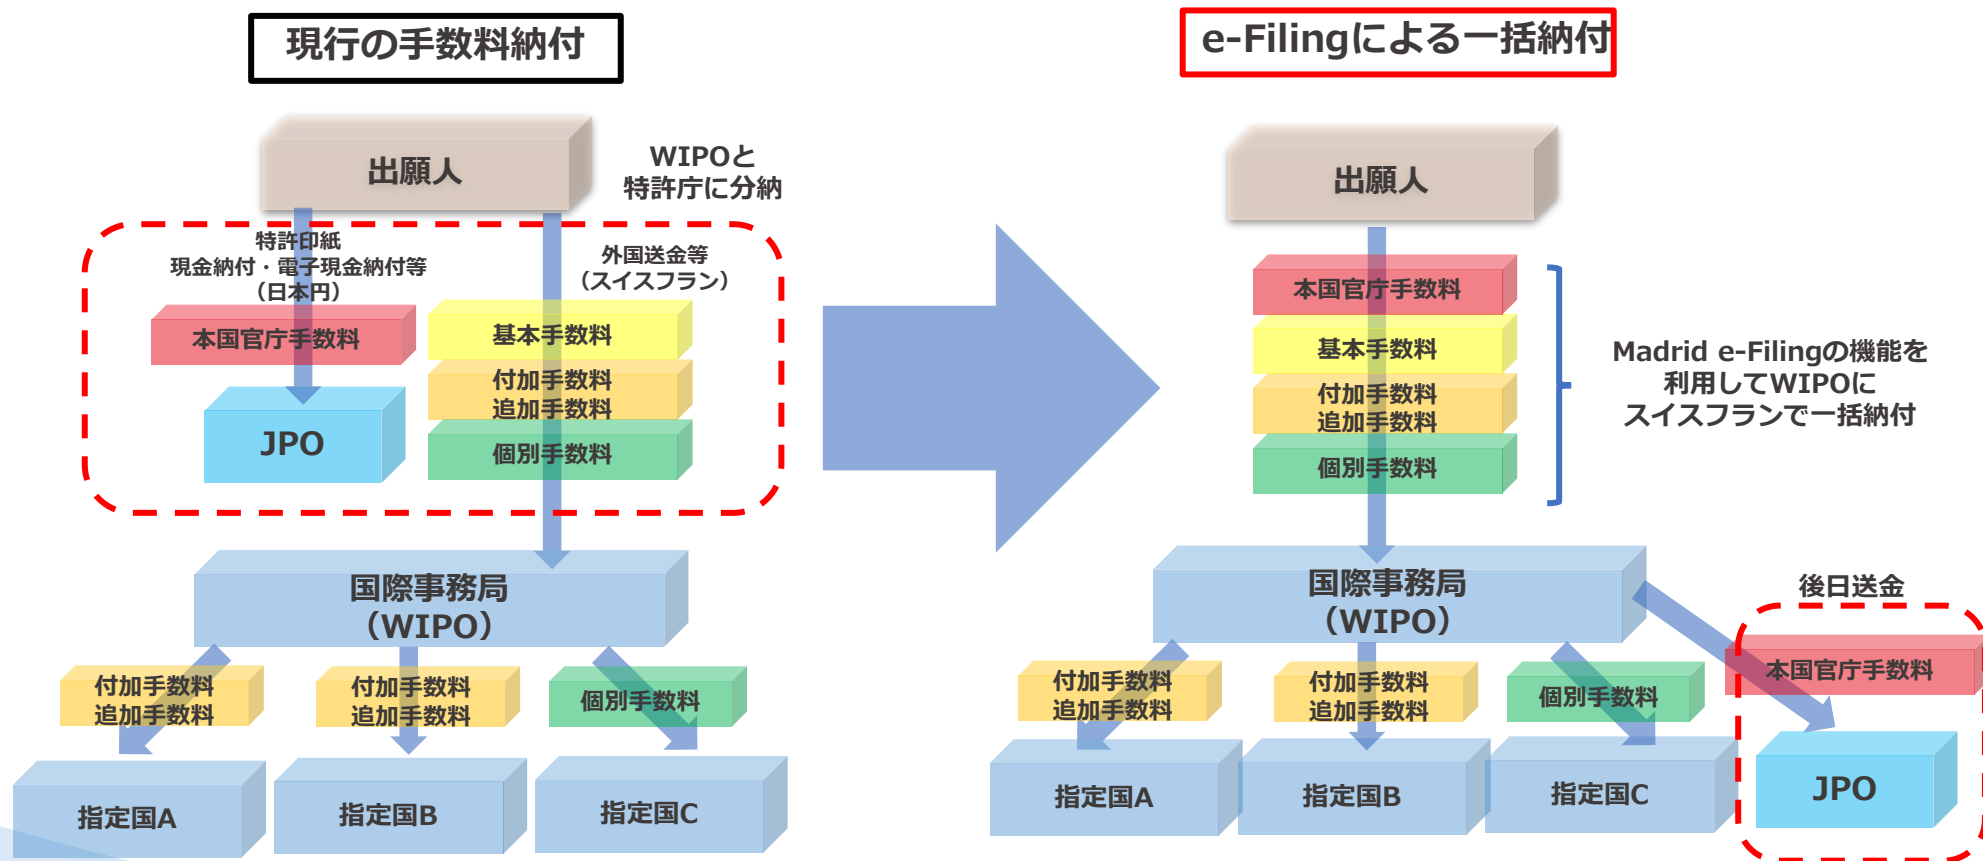 現行の手数料納付
出願人
WIPOと
特許庁に分納
特許印紙
現金納付・電子現金納付等
（日本円）
外国送金等
（スイスフラン）
本国官庁手数料
基本手数料
付加手数料
追加手数料
個別手数料
JPO
国際事務局
（WIPO）
付加手数料
追加手数料
付加手数料
追加手数料
個別手数料
指定国A
指定国B
指定国C
e-Filingによる一括納付
出願人
本国官庁手数料
基本手数料
付加手数料
追加手数料
個別手数料
Madrid e-Filingの機能を
利用してWIPOに
スイスフランで一括納付
国際事務局
（WIPO）
後日送金
付加手数料
追加手数料
付加手数料
追加手数料
個別手数料
本国官庁手数料
指定国A
指定国B
指定国C
JPO